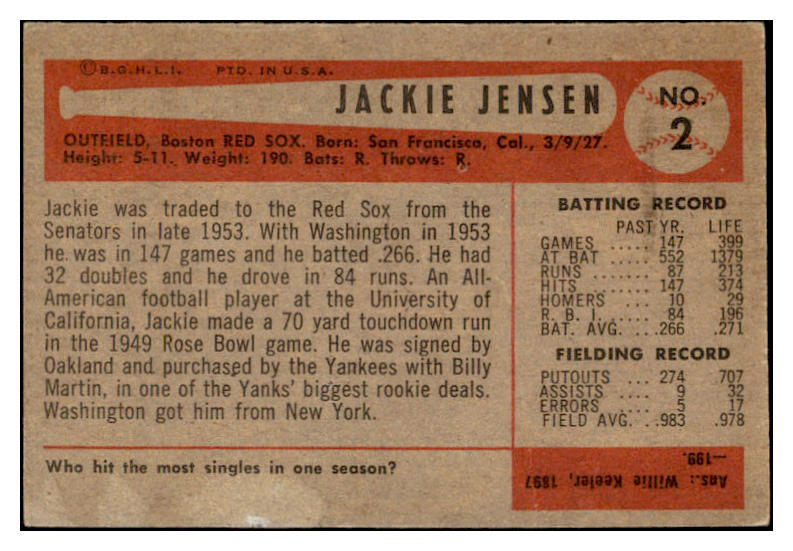 ©B.G.H.L.I. PTD. IN U.S.A.
JACKIE JENSEN
NO.
2
OUTFIELD, Boston RED SOX. Born: San Francisco, Cal., 3/9/27.
Height: 5-11. Weight: 190. Bats: R. Throws: R.
Jackie was traded to the Red Sox from the
Senators in late 1953. With Washington in 1953
he was in 147 games and he batted .266. He had
32 doubles and he drove in 84 runs. An All-
American football player at the University of
California, Jackie made a 70 yard touchdown run
in the 1949 Rose Bowl game. He was signed by
Oakland and purchased by the Yankees with Billy
Martin, in one of the Yanks' biggest rookie deals.
Washington got him from New York.
Who hit the most singles in one season?
BATTING RECORD
PAST YR. LIFE
GAMES ..... 147 399
AT BAT ..... 552 1379
RUNS ....... 87 213
HITS ....... 147 374
HOMERS ... 10 29
R. B. I. ..... 84 196
BAT. AVG. ...266 .271
FIELDING RECORD
PUTOUTS ... 274 707
ASSISTS .... 9 32
ERRORS .... 5 17
FIELD AVG. ..983 .978
Ans.: Willie Keeler, 1897
—199.